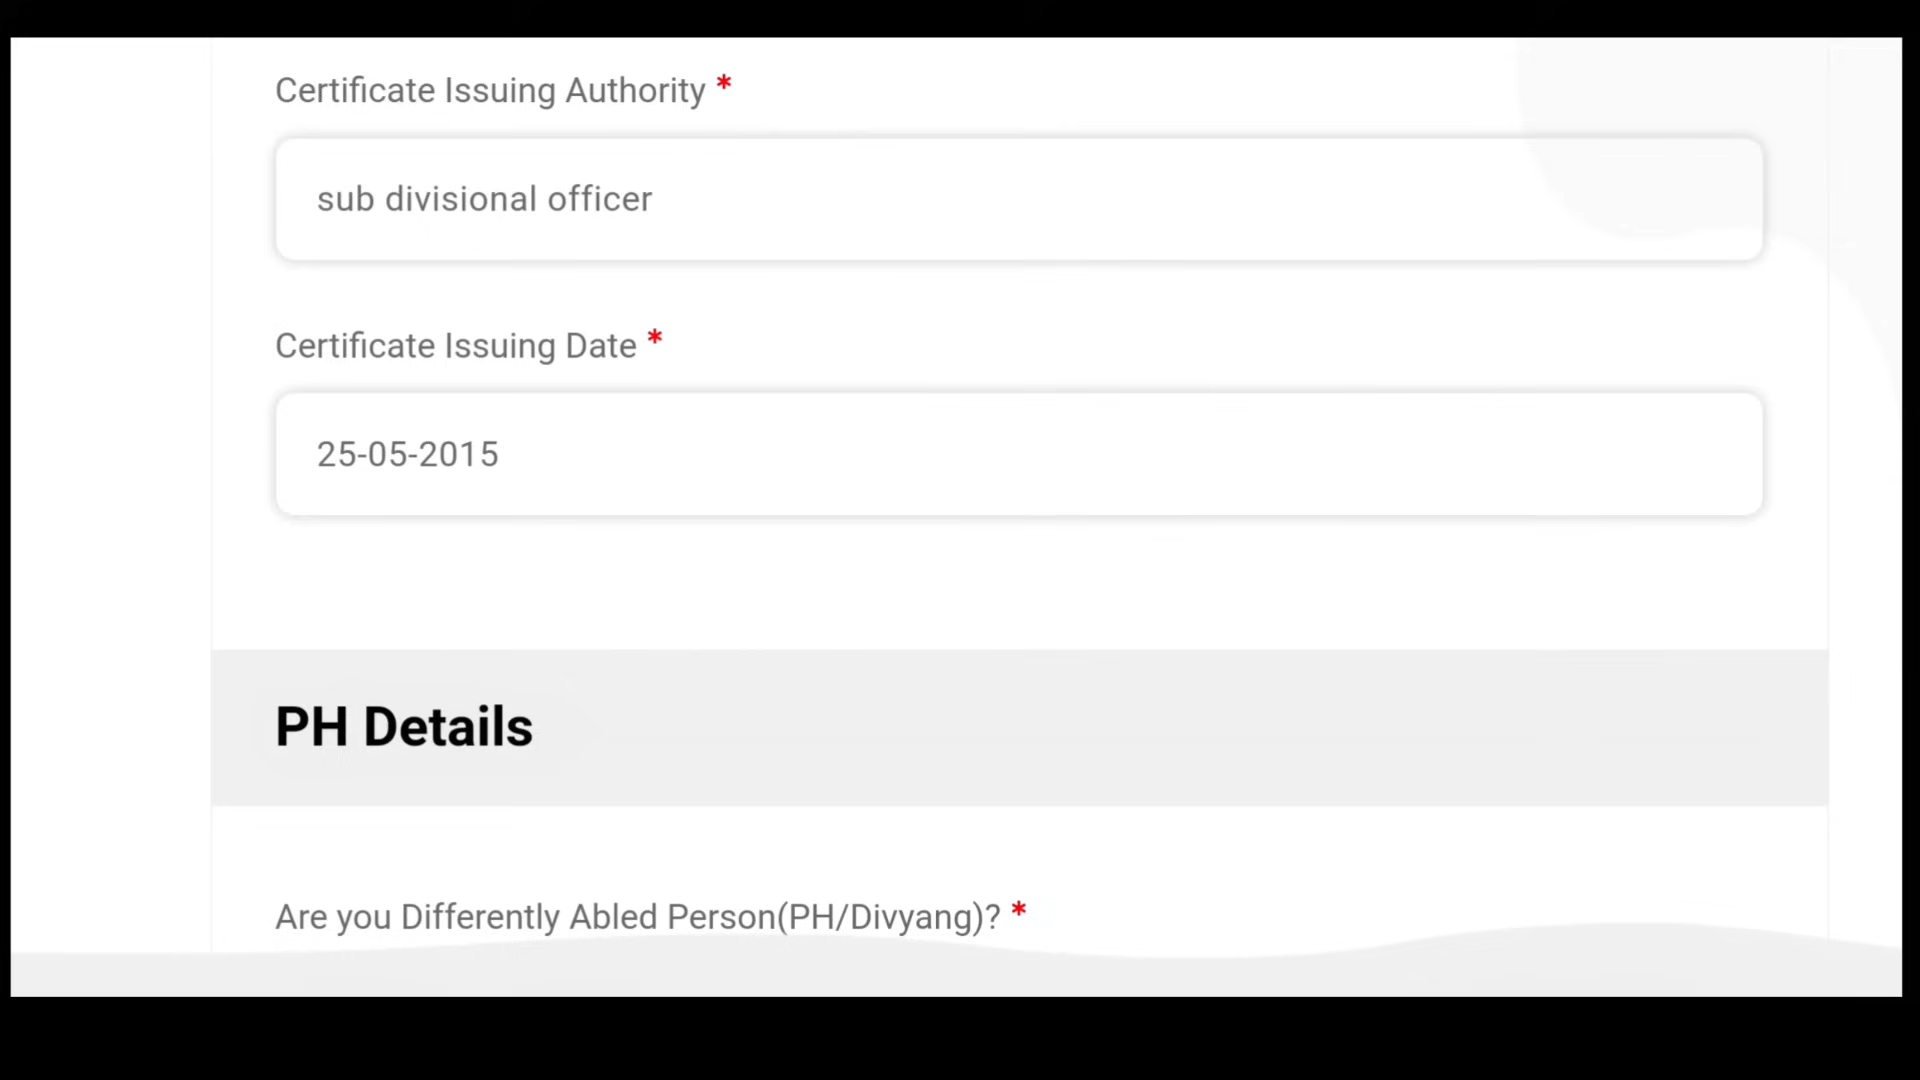 Certificate Issuing Authority *
sub divisional officer
Certificate Issuing Date *
25-05-2015
PH Details
Are you Differently Abled Person(PH/Divyang)? *